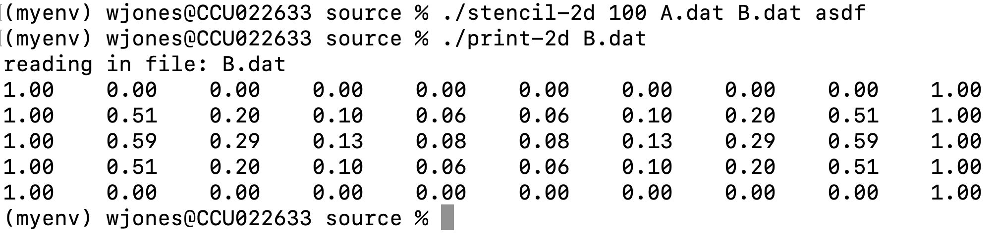 (myenv) wjones@CCU022633 source % ./stencil-2d 100 A.dat B.dat asdf
(myenv) wjones@CCU022633 source % ./print-2d B.dat
reading in file: B.dat
1.00 0.00 0.00 0.00 0.00 0.00 0.00 0.00 0.00 1.00
1.00 0.51 0.20 0.10 0.06 0.06 0.10 0.20 0.51 1.00
1.00 0.59 0.29 0.13 0.08 0.08 0.13 0.29 0.59 1.00
1.00 0.51 0.20 0.10 0.06 0.06 0.10 0.20 0.51 1.00
1.00 0.00 0.00 0.00 0.00 0.00 0.00 0.00 0.00 1.00
(myenv) wjones@CCU022633 source %